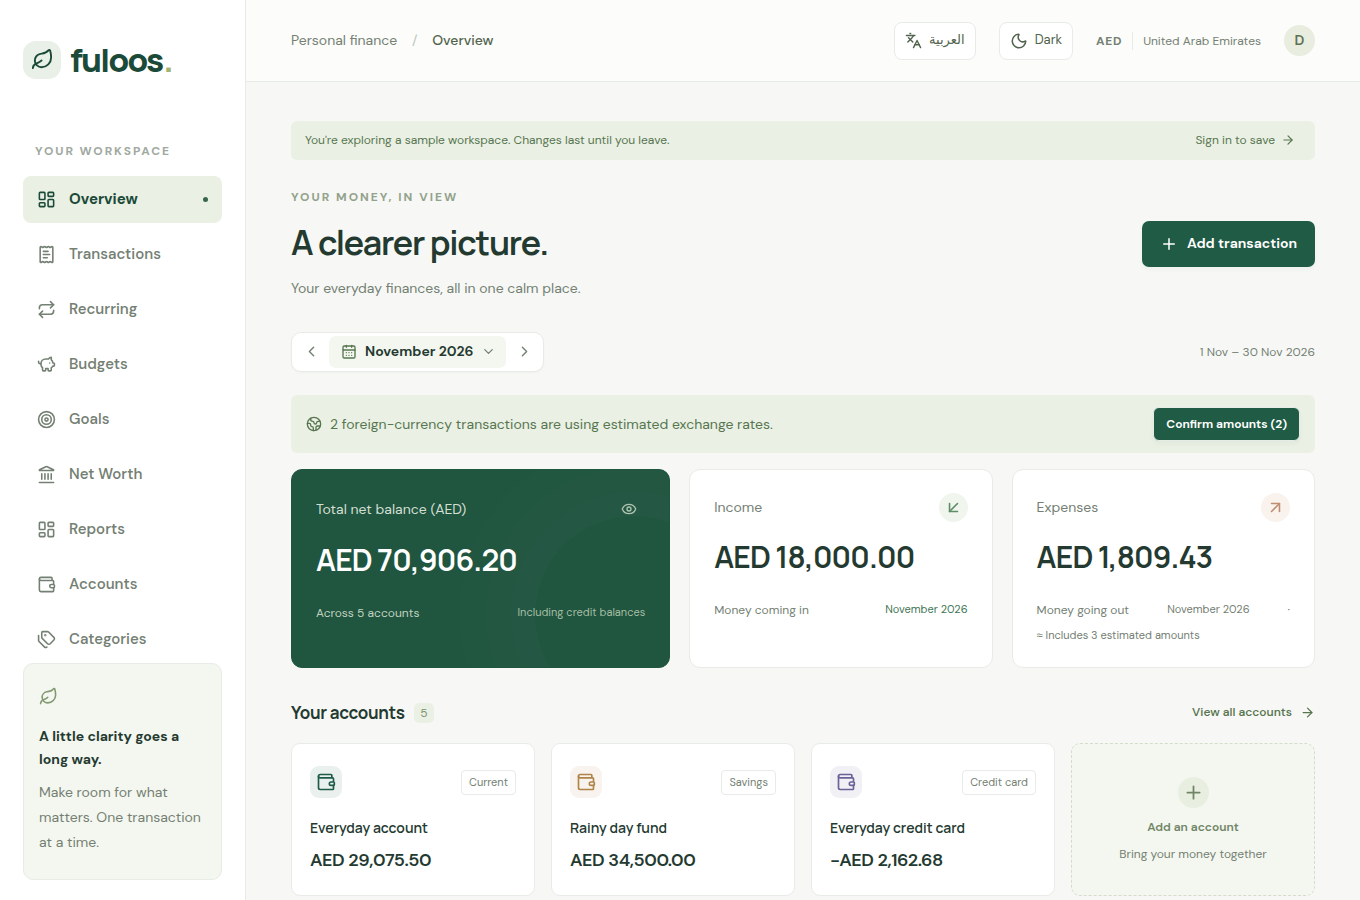 fuloos.
YOUR WORKSPACE
Overview
Transactions
Recurring
Budgets
Goals
Net Worth
Reports
Accounts
Categories
A little clarity goes a
long way.
Make room for what
matters. One transaction
at a time.
Personal finance / Overview
العربية
Dark
AED
United Arab Emirates
D
You're exploring a sample workspace. Changes last until you leave.
Sign in to save
YOUR MONEY, IN VIEW
A clearer picture.
Add transaction
Your everyday finances, all in one calm place.
November 2026
1 Nov – 30 Nov 2026
2 foreign-currency transactions are using estimated exchange rates.
Confirm amounts (2)
Total net balance (AED)
AED 70,906.20
Across 5 accounts
Including credit balances
Income
AED 18,000.00
Money coming in
November 2026
Expenses
AED 1,809.43
Money going out
November 2026
·
≈ Includes 3 estimated amounts
Your accounts
5
View all accounts
Current
Everyday account
AED 29,075.50
Savings
Rainy day fund
AED 34,500.00
Credit card
Everyday credit card
−AED 2,162.68
Add an account
Bring your money together